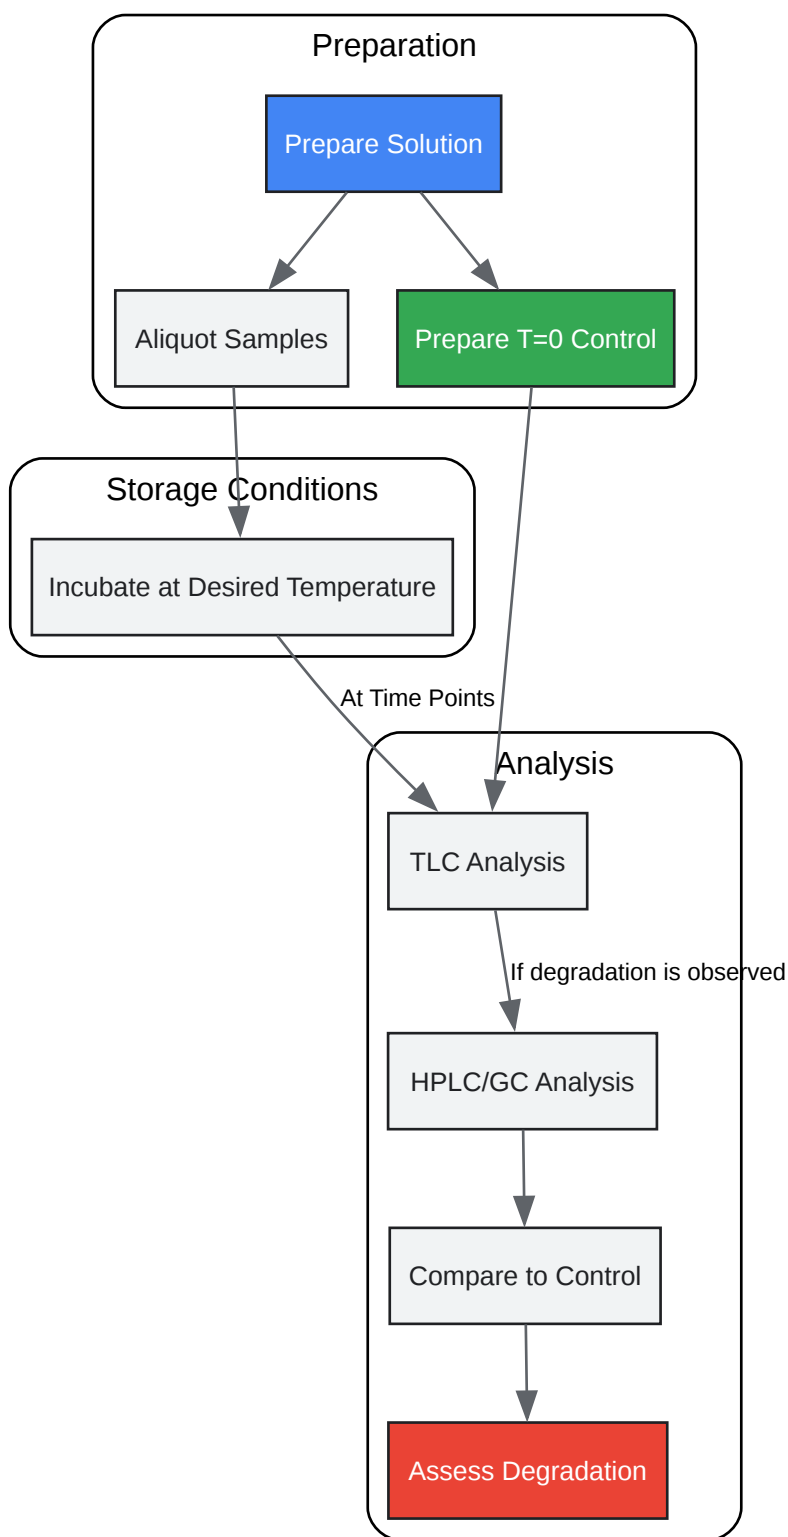 Preparation
Prepare Solution
Aliquot Samples
Prepare T=0 Control
Storage Conditions
Incubate at Desired Temperature
At Time Points
Analysis
TLC Analysis
If degradation is observed
HPLC/GC Analysis
Compare to Control
Assess Degradation